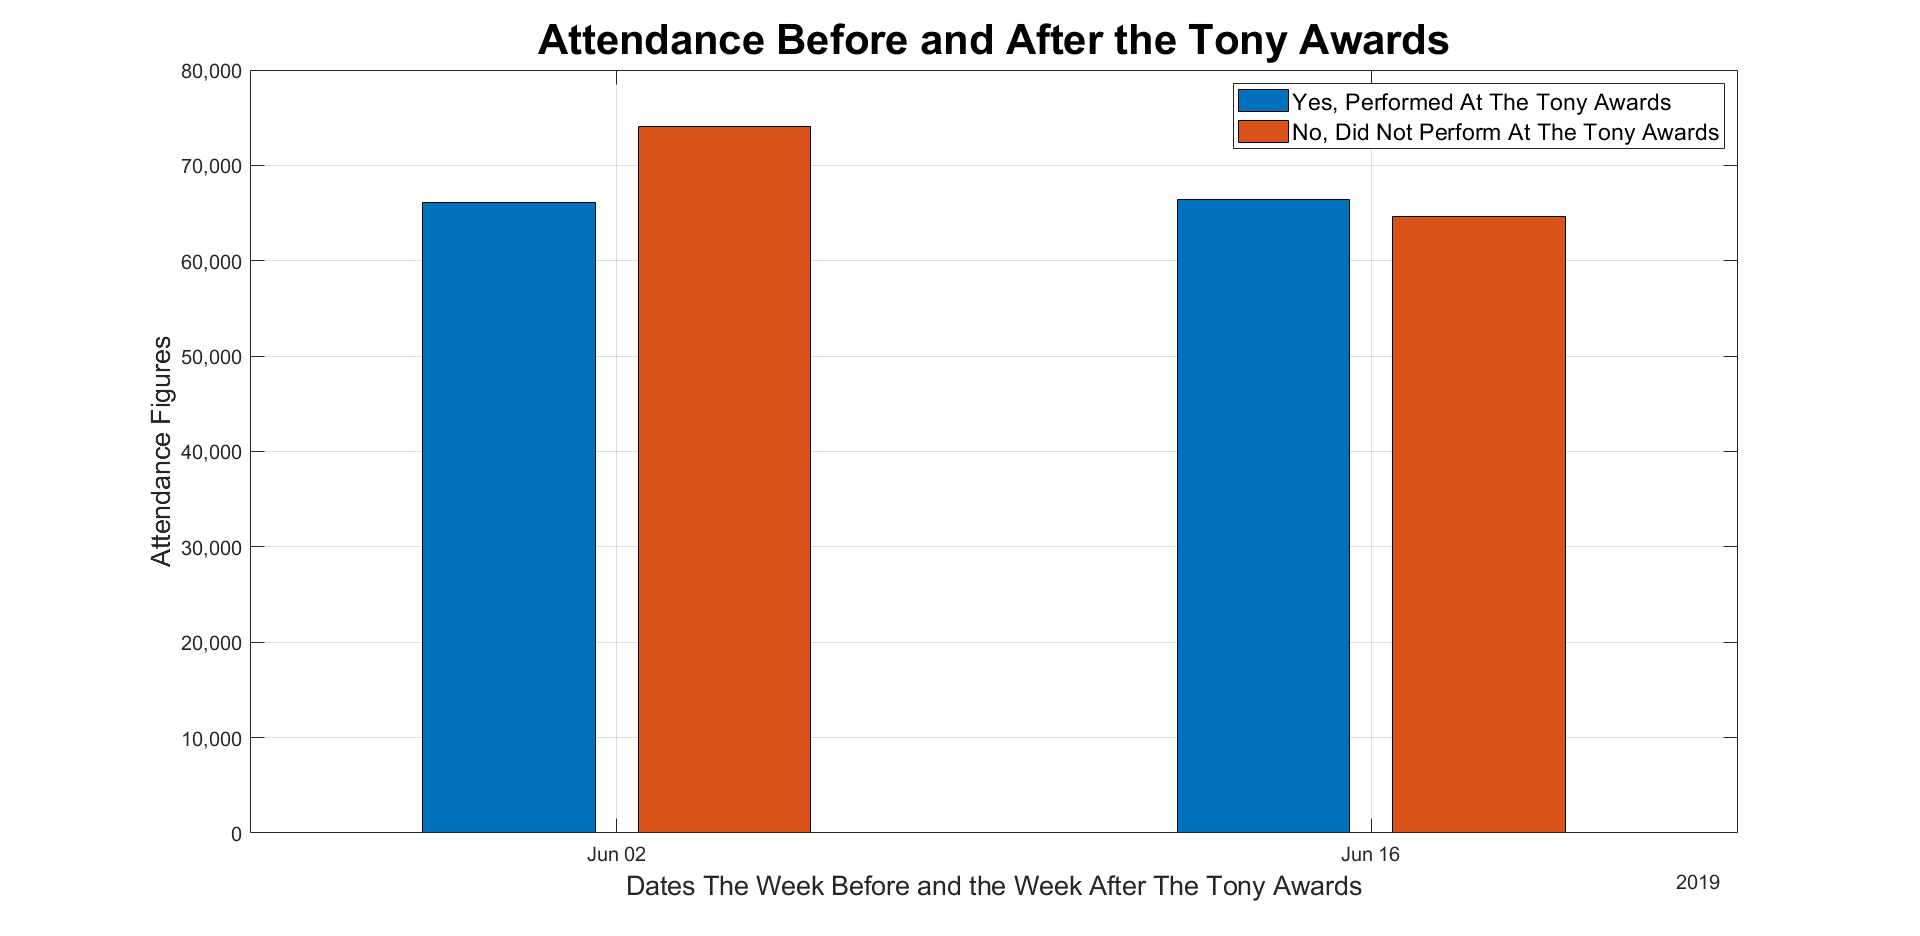 Attendance Before and After the Tony Awards
Yes, Performed At The Tony Awards
No, Did Not Perform At The Tony Awards
Attendance Figures
80,000
70,000
60,000
50,000
40,000
30,000
20,000
10,000
0
Jun 02
Jun 16
Dates The Week Before and the Week After The Tony Awards
2019